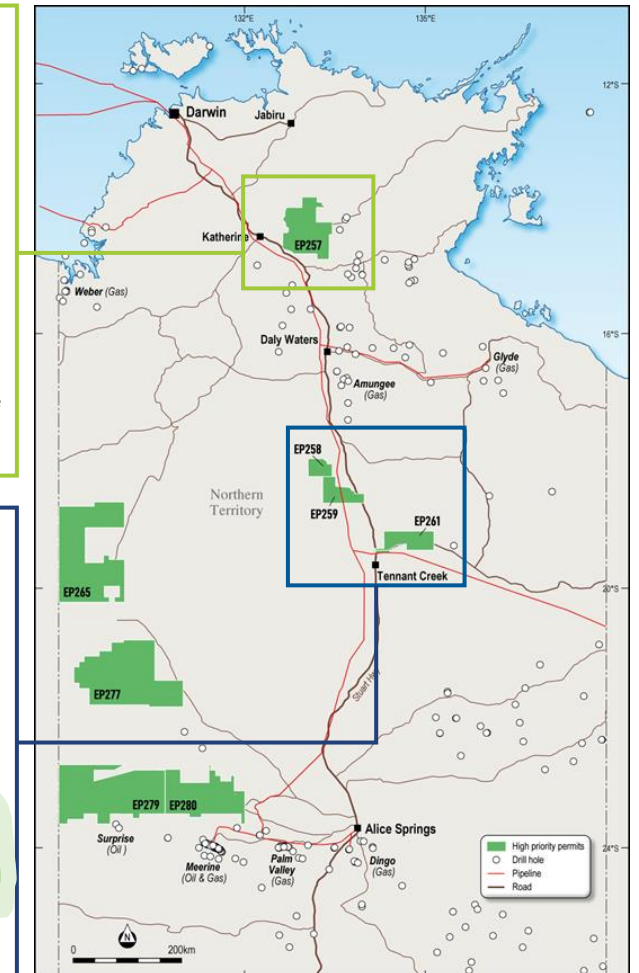 132°E
135°E
12°S
Darwin
Jabiru
Katherine
EP257
Weber (Gas)
16°S
Daly Waters
Glyde
(Gas)
Amungee
(Gas)
EP258
Northern
Territory
EP259
EP261
Tennant Creek
20°S
EP265
Stuart Hwy
EP277
EP279
EP280
Surprise
(Oil )
Alice Springs
Meerine
(Oil & Gas)
Palm
Valley
(Gas)
Dingo
(Gas)
24°S
High priority permits
Drill hole
Pipeline
Road
N
0
200km